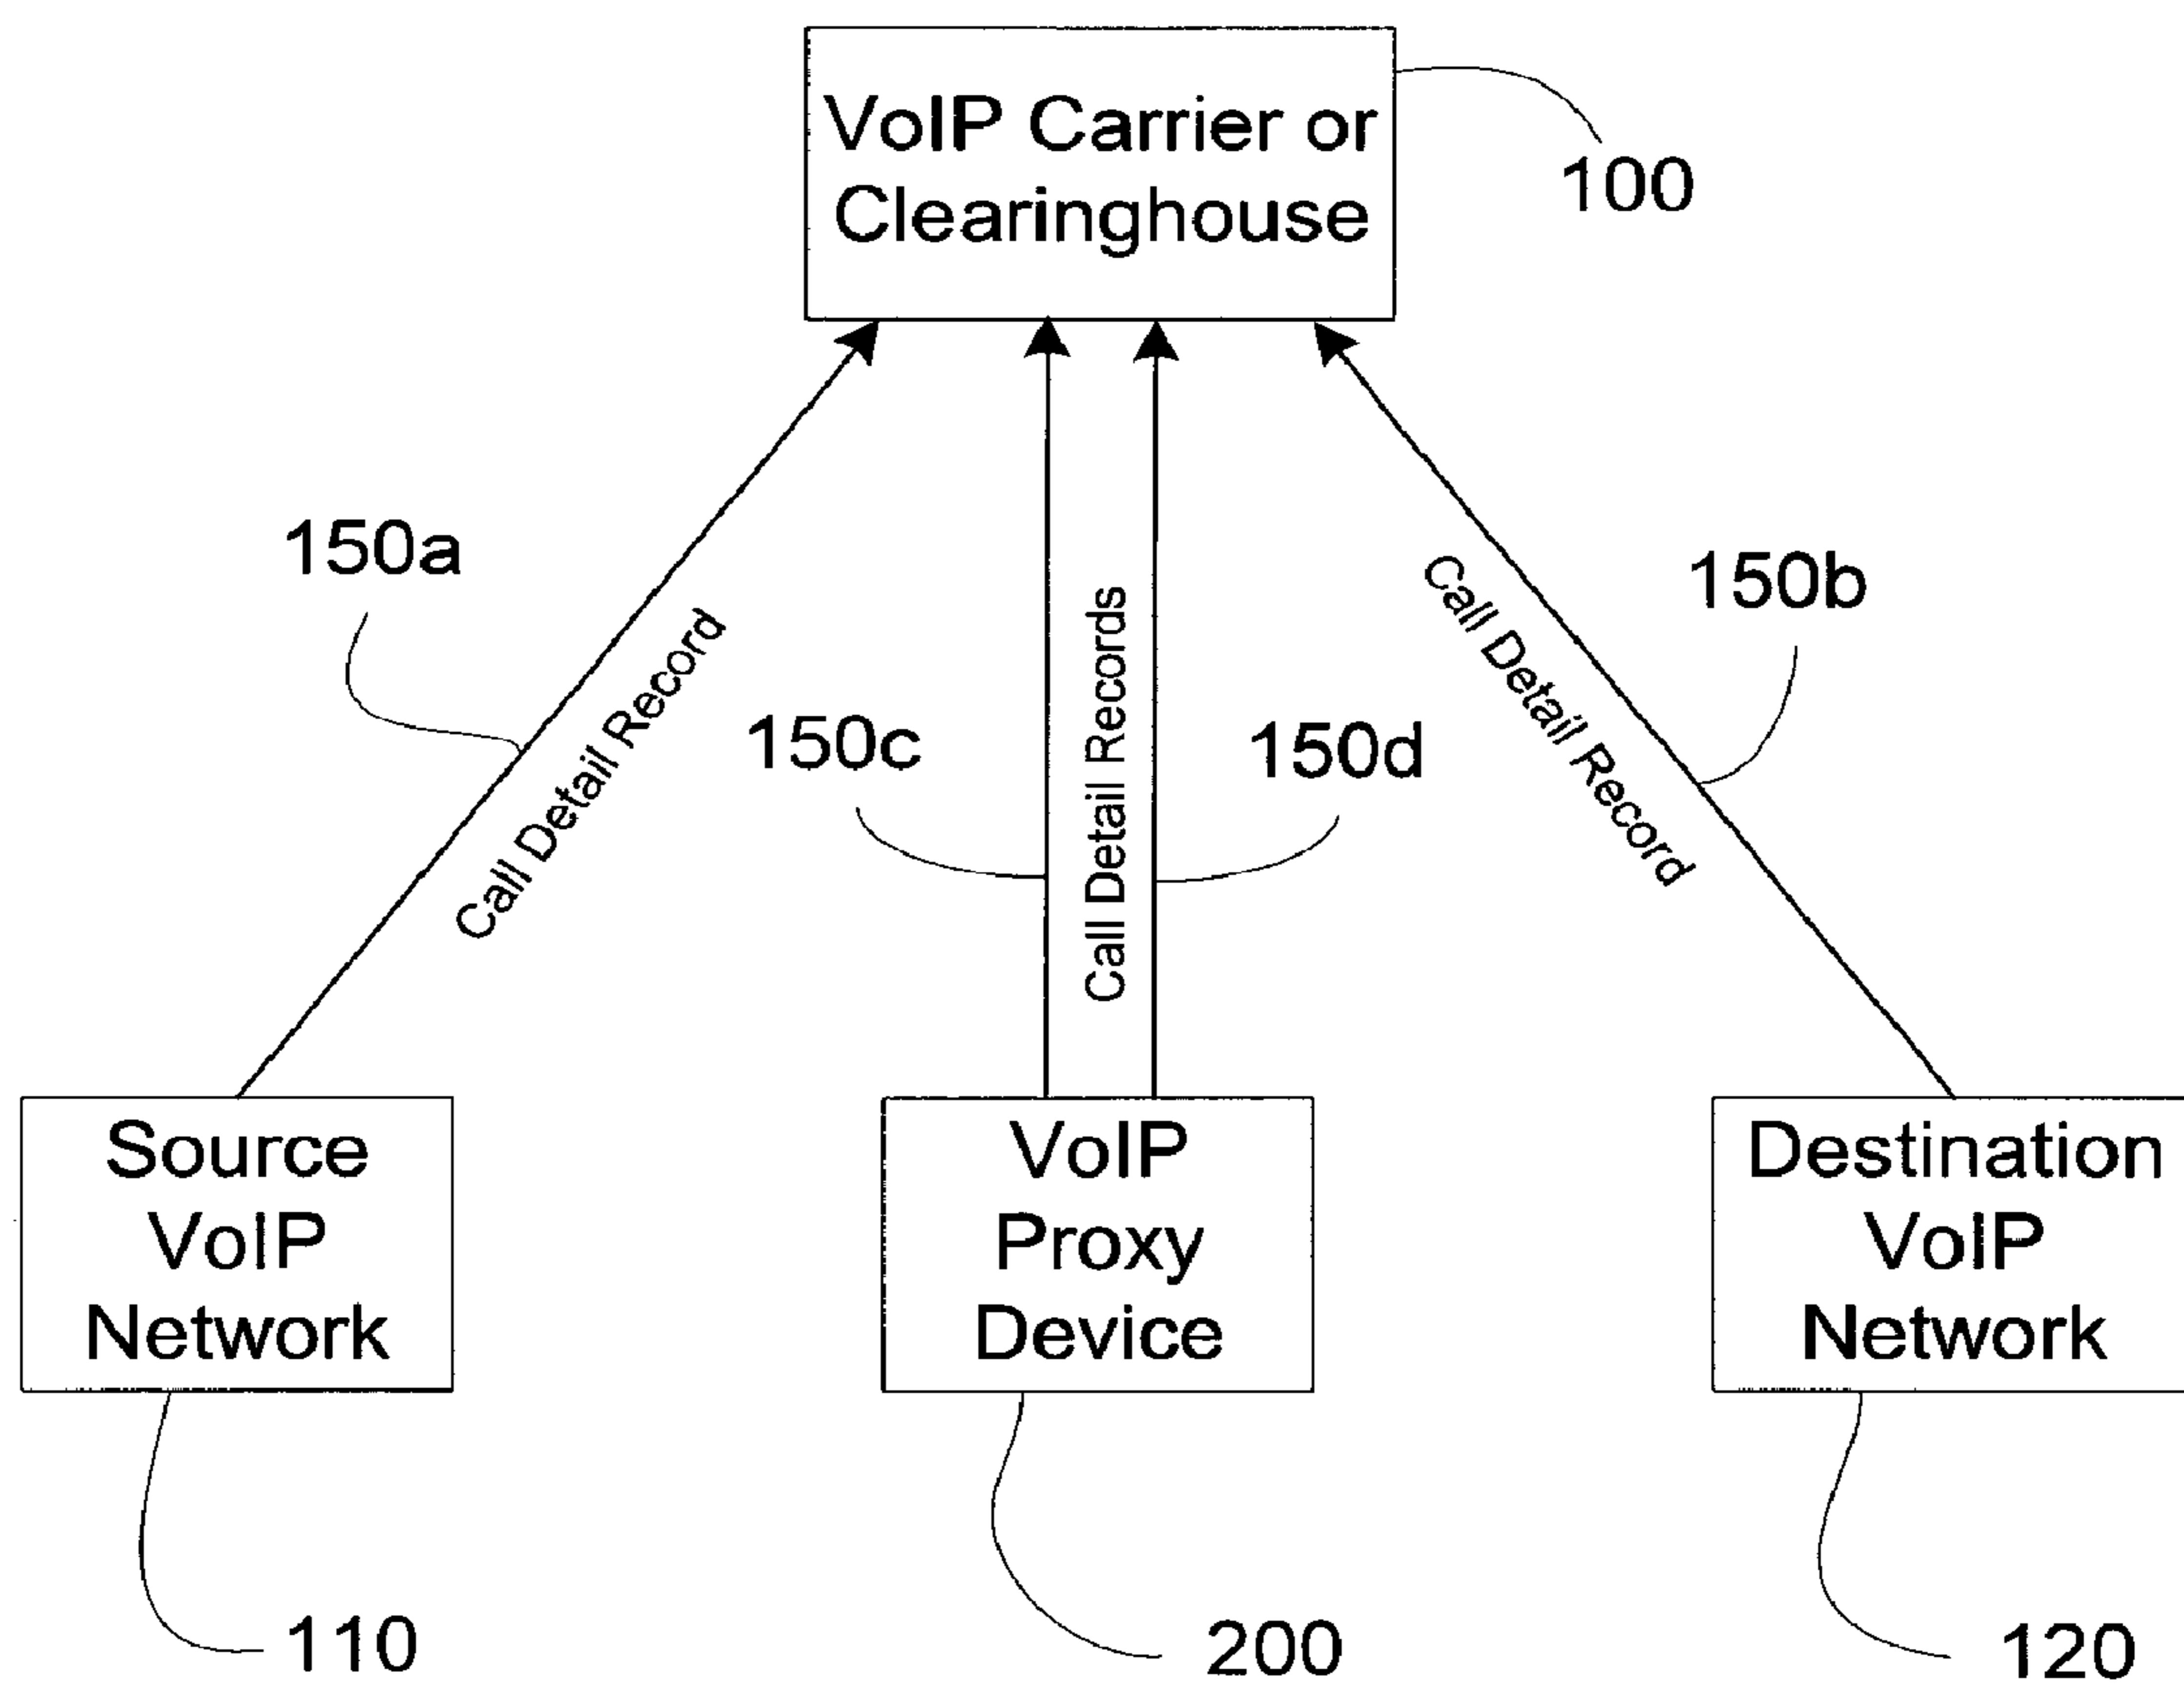 VoIP Carrier or
Clearinghouse
100
150a
Call Detail Record
150c
Call Detail Records
150d
Call Detail Record
150b
Source
VoIP
Network
VoIP
Proxy
Device
Destination
VoIP
Network
110
200
120